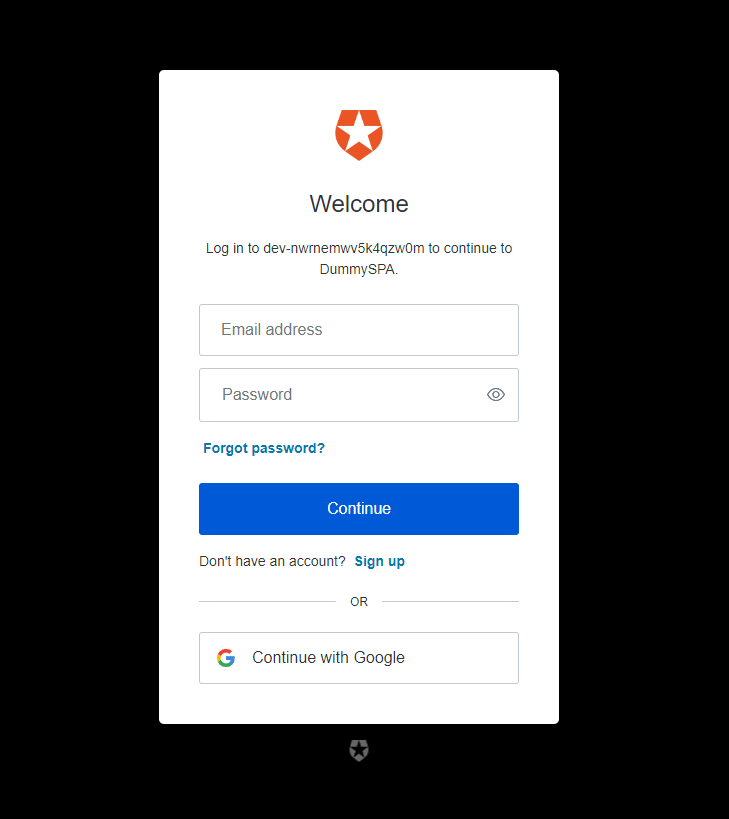 Welcome
Log in to dev-nwrnemwv5k4qzw0m to continue to
DummySPA.
Email address
Password
Forgot password?
Continue
Don't have an account? Sign up
OR
Continue with Google